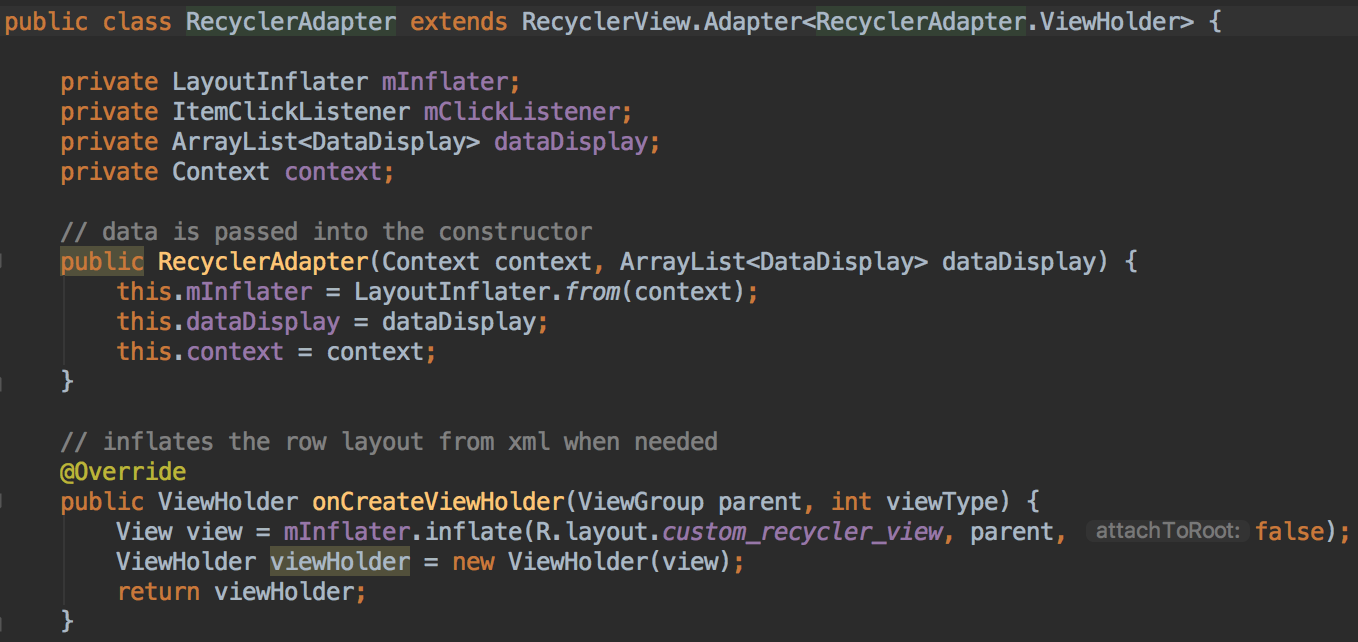 public class RecyclerAdapter extends RecyclerView.Adapter<RecyclerAdapter.ViewHolder> {
private LayoutInflater mInflater;
private ItemClickListener mClickListener;
private ArrayList<DataDisplay> dataDisplay;
private Context context;
// data is passed into the constructor
public RecyclerAdapter(Context context, ArrayList<DataDisplay> dataDisplay) {
this.mInflater = LayoutInflater.from(context);
this.dataDisplay = dataDisplay;
this.context = context;
}
// inflates the row layout from xml when needed
@Override
public ViewHolder onCreateViewHolder(ViewGroup parent, int viewType) {
View view = mInflater.inflate(R.layout.custom_recycler_view, parent, attachToRoot: false);
ViewHolder viewHolder = new ViewHolder(view);
return viewHolder;
}